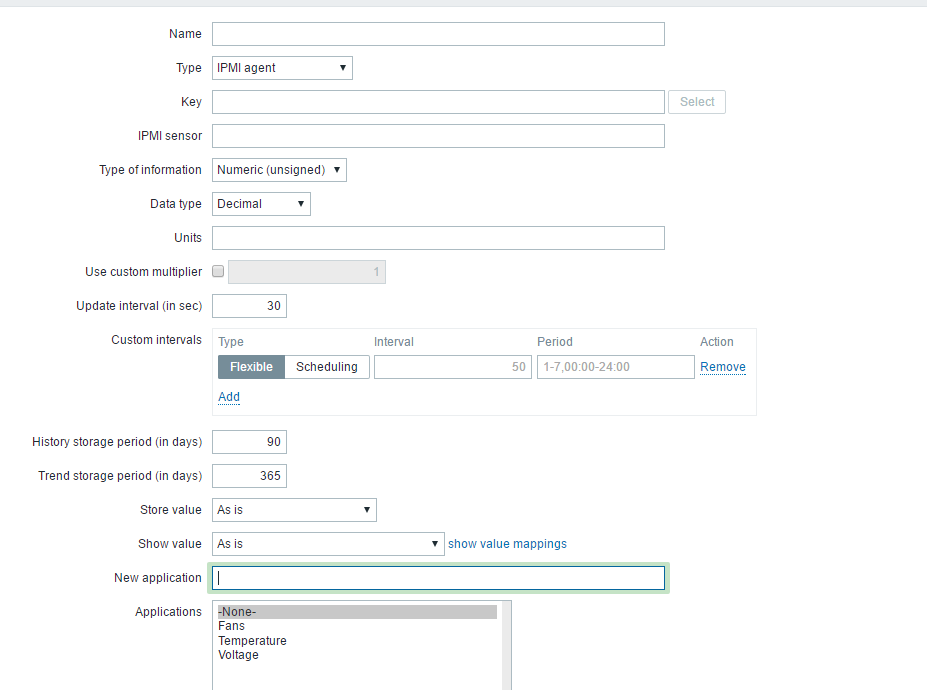 Name
Type IPMI agent
Key Select
IPMI sensor
Type of information Numeric (unsigned)
Data type Decimal
Units
Use custom multiplier 1
Update interval (in sec) 30
Custom intervals Type Interval Period Action
Flexible Scheduling 50 1-7,00:00-24:00 Remove
Add
History storage period (in days) 90
Trend storage period (in days) 365
Store value As is
Show value As is show value mappings
New application
Applications -None-
Fans
Temperature
Voltage